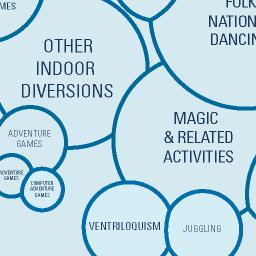 MES
FOLK
NATION
DANCIN
OTHER
INDOOR
DIVERSIONS
MAGIC
& RELATED
ACTIVITIES
ADVENTURE
GAMES
ADVENTURE
GAMES
COMPUTER
ADVENTURE
GAMES
VENTRILOQUISM
JUGGLING